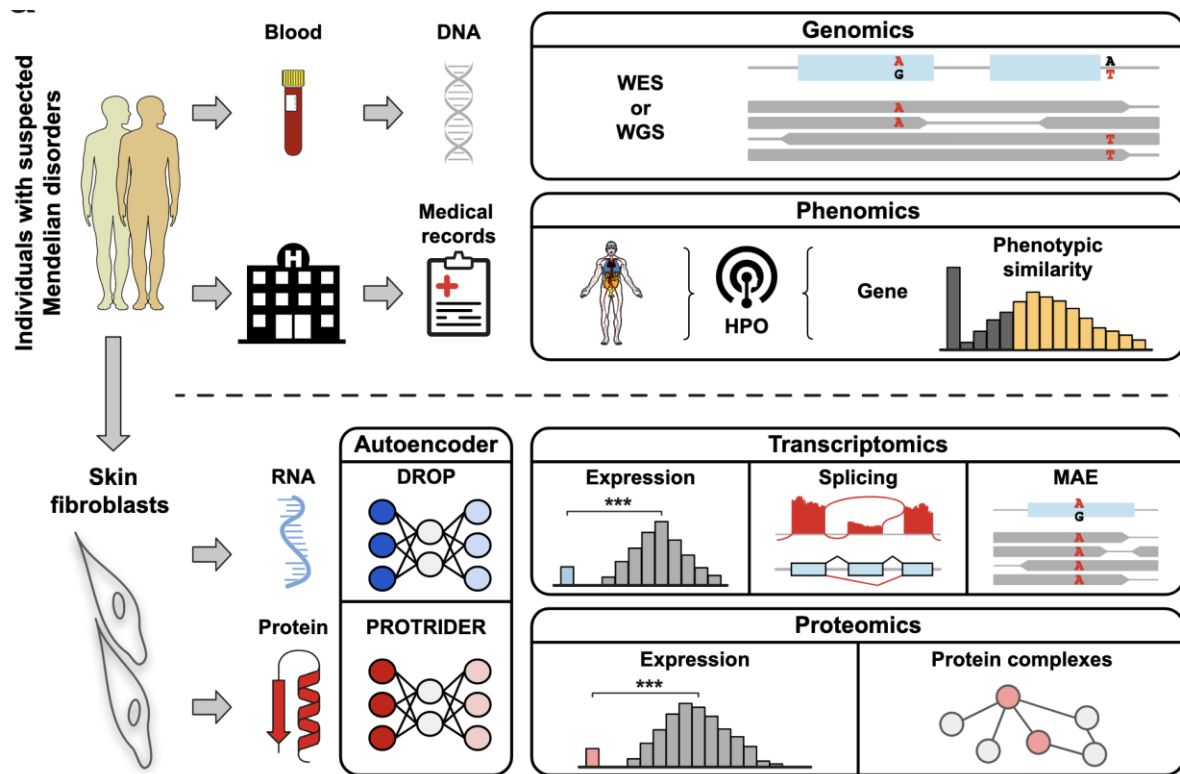 Individuals with suspected
Mendelian disorders
Blood
DNA
Genomics
WES
or
WGS
A
G
A
T
A
A
T
T
H
Medical
records
Phenomics
HPO
Gene
Phenotypic
similarity
Skin
fibroblasts
RNA
Autoencoder
DROP
Transcriptomics
Expression
***
Splicing
MAE
A
G
A
A
A
A
Protein
PROTRIDER
Proteomics
Expression
***
Protein complexes